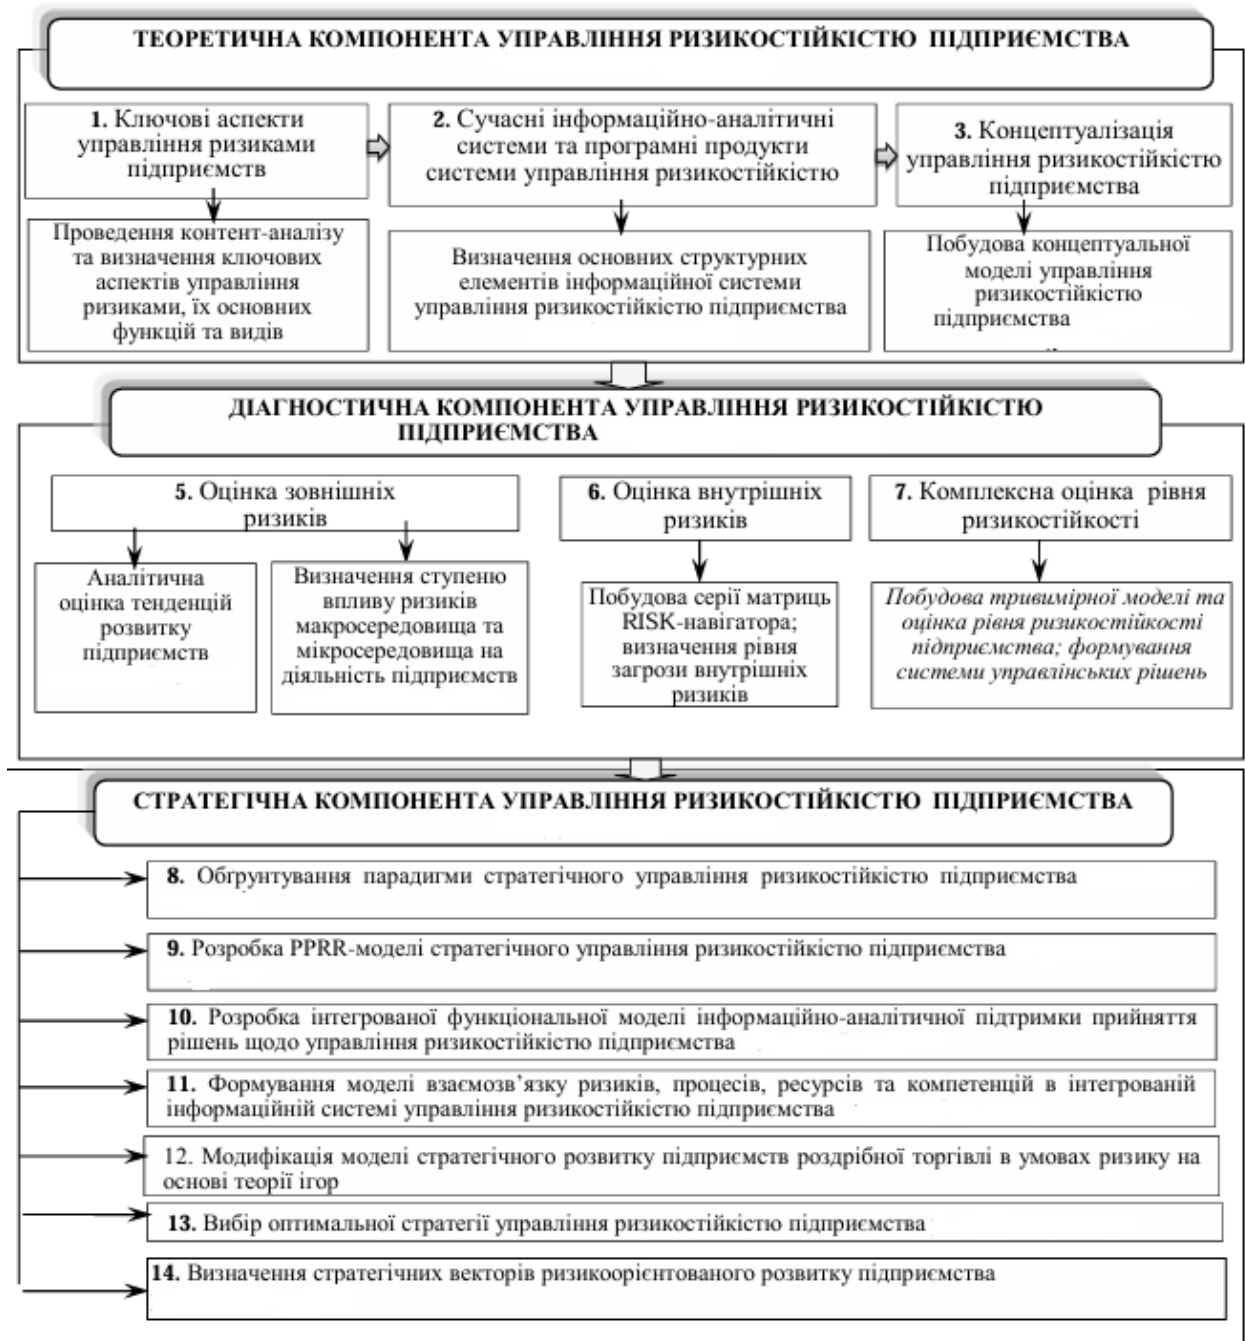 ТЕОРЕТИЧНА КОМПОНЕНТА УПРАВЛІННЯ РИЗИКОСТІЙКІСТЮ ПІДПРИЄМСТВА
1. Ключові аспекти
управління ризиками
підприємств
2. Сучасні інформаційно-аналітичні
системи та програмні продукти
системи управління ризикостійкістю
3. Концептуалізація
управління ризикостійкістю
підприємства
Проведення контент-аналізу
та визначення ключових
аспектів управління
ризиками, їх основних
функцій та видів
Визначення основних структурних
елементів інформаційної системи
управління ризикостійкістю підприємства
Побудова концептуальної
моделі управління
ризикостійкістю
підприємства
ДІАГНОСТИЧНА КОМПОНЕНТА УПРАВЛІННЯ РИЗИКОСТІЙКІСТЮ
ПІДПРИЄМСТВА
5. Оцінка зовнішніх
ризиків
6. Оцінка внутрішніх
ризиків
7. Комплексна оцінка рівня
ризикостійкості
Аналітична
оцінка тенденцій
розвитку
підприємств
Визначення ступеню
впливу ризиків
макросередовища та
мікросередовища на
діяльність підприємств
Побудова серії матриць
RISK-навігатора;
визначення рівня
загрози внутрішніх
ризиків
Побудова тривимірної моделі та
оцінка рівня ризикостійкості
підприємства; формування
системи управлінських рішень
СТРАТЕГІЧНА КОМПОНЕНТА УПРАВЛІННЯ РИЗИКОСТІЙКІСТЮ ПІДПРИЄМСТВА
8. Обґрунтування парадигми стратегічного управління ризикостійкістю підприємства
9. Розробка PPRR-моделі стратегічного управління ризикостійкістю підприємства
10. Розробка інтегрованої функціональної моделі інформаційно-аналітичної підтримки прийняття
рішень щодо управління ризикостійкістю підприємства
11. Формування моделі взаємозв’язку ризиків, процесів, ресурсів та компетенцій в інтегрованій
інформаційній системі управління ризикостійкістю підприємства
12. Модифікація моделі стратегічного розвитку підприємств роздрібної торгівлі в умовах ризику на
основі теорії ігор
13. Вибір оптимальної стратегії управління ризикостійкістю підприємства
14. Визначення стратегічних векторів ризикоорієнтованого розвитку підприємства